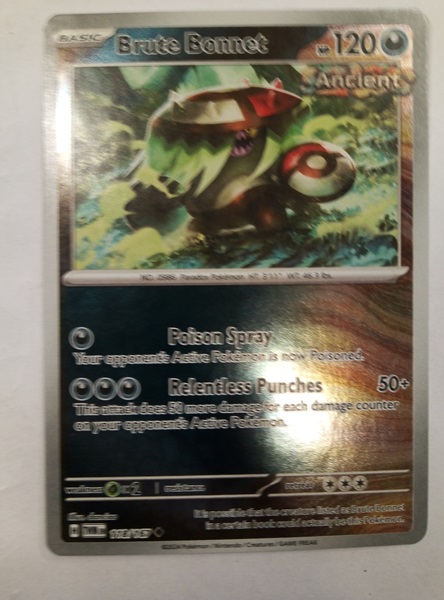 BASIC Brute Bonnet HP 120
Ancient
NO. 0986 Paradox Pokémon HT: 3'11" WT: 46.3 lbs.
Poison Spray
Your opponent's Active Pokémon is now Poisoned.
Relentless Punches 50+
This attack does 50 more damage for each damage counter
on your opponent's Active Pokémon.
weakness ×2 resistance retreat
It is possible that the creature listed as Brute Bonnet
in a certain book could actually be this Pokémon.
©2024 Pokémon / Nintendo / Creatures / GAME FREAK